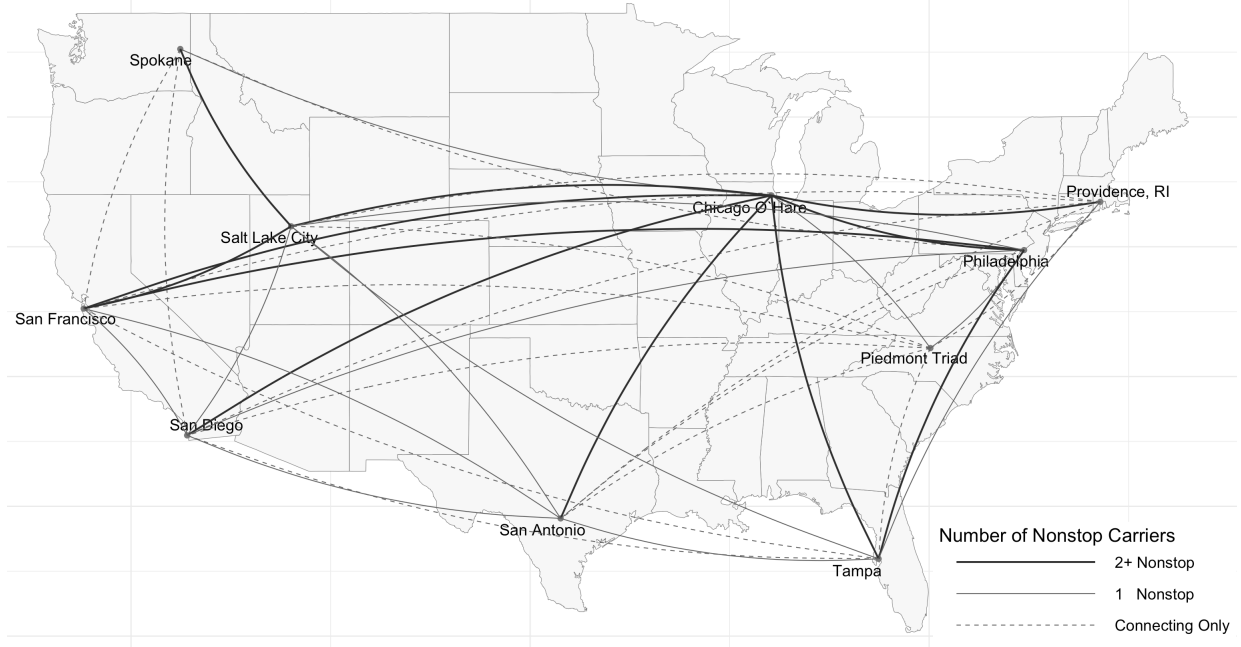 Spokane
Providence, RI
Chicago O'Hare
Salt Lake City
Philadelphia
San Francisco
Piedmont Triad
San Diego
San Antonio
Tampa
Number of Nonstop Carriers
2+ Nonstop
1 Nonstop
Connecting Only